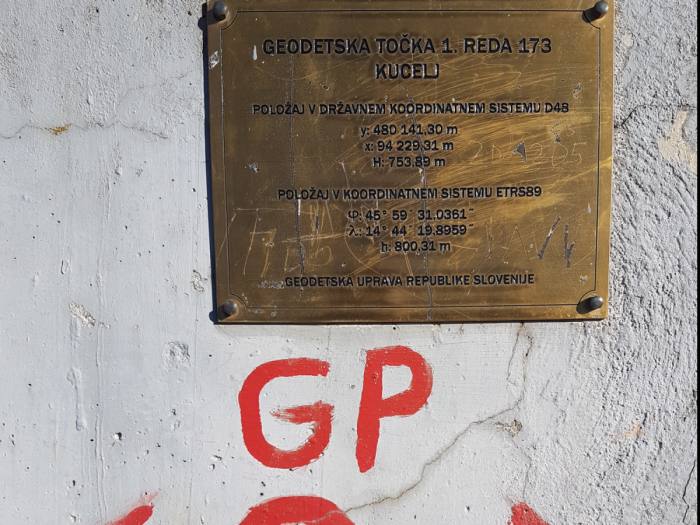 GEODETSKA TOČKA 1. REDA 173
KUCELJ
POLOŽAJ V DRŽAVNEM KOORDINATNEM SISTEMU D48
y: 480 141,30 m
x: 94 229,31 m
H: 753,89 m
POLOŽAJ V KOORDINATNEM SISTEMU ETRS89
φ: 45° 59´ 31,0361˝
λ: 14° 44´ 19,8959˝
h: 800,31 m
GEODETSKA UPRAVA REPUBLIKE SLOVENIJE
GP